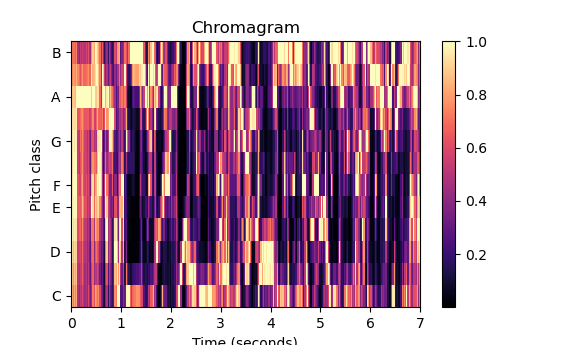 Chromagram
B
A
G
F
E
D
C
Pitch class
0 1 2 3 4 5 6 7
Time (seconds)
1.0
0.8
0.6
0.4
0.2